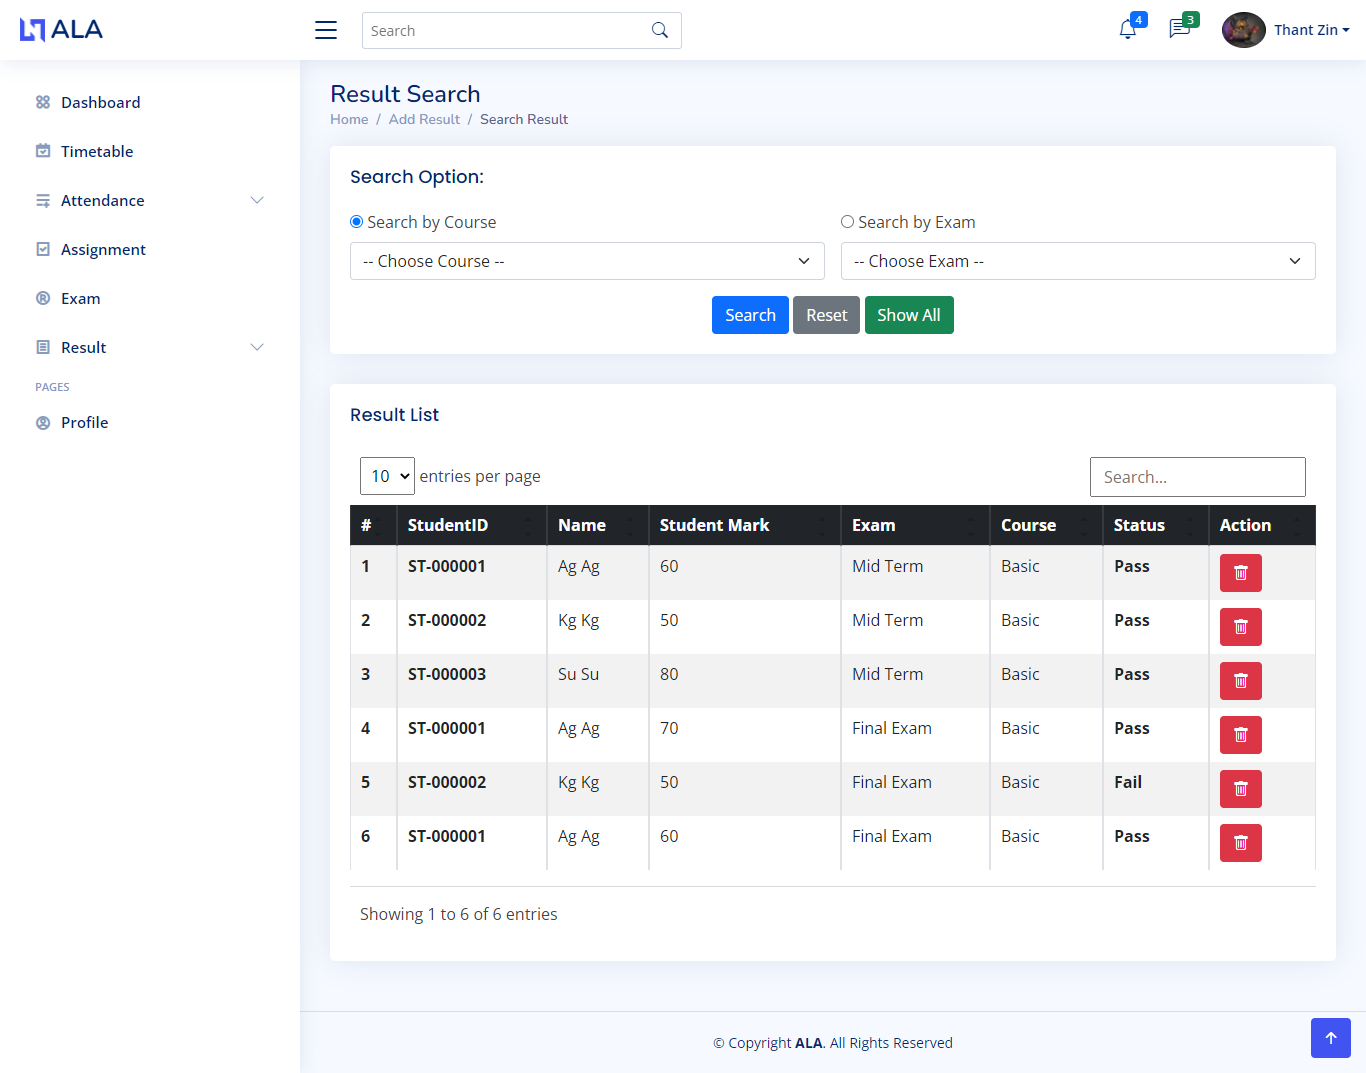 ALA
Search
4
3
Thant Zin
Dashboard
Timetable
Attendance
Assignment
Exam
Result
PAGES
Profile
Result Search
Home / Add Result / Search Result
Search Option:
Search by Course
Search by Exam
-- Choose Course --
-- Choose Exam --
Search Reset Show All
Result List
10 entries per page
Search...
# StudentID Name Student Mark Exam Course Status Action
1 ST-000001 Ag Ag 60 Mid Term Basic Pass
2 ST-000002 Kg Kg 50 Mid Term Basic Pass
3 ST-000003 Su Su 80 Mid Term Basic Pass
4 ST-000001 Ag Ag 70 Final Exam Basic Pass
5 ST-000002 Kg Kg 50 Final Exam Basic Fail
6 ST-000001 Ag Ag 60 Final Exam Basic Pass
Showing 1 to 6 of 6 entries
© Copyright ALA. All Rights Reserved